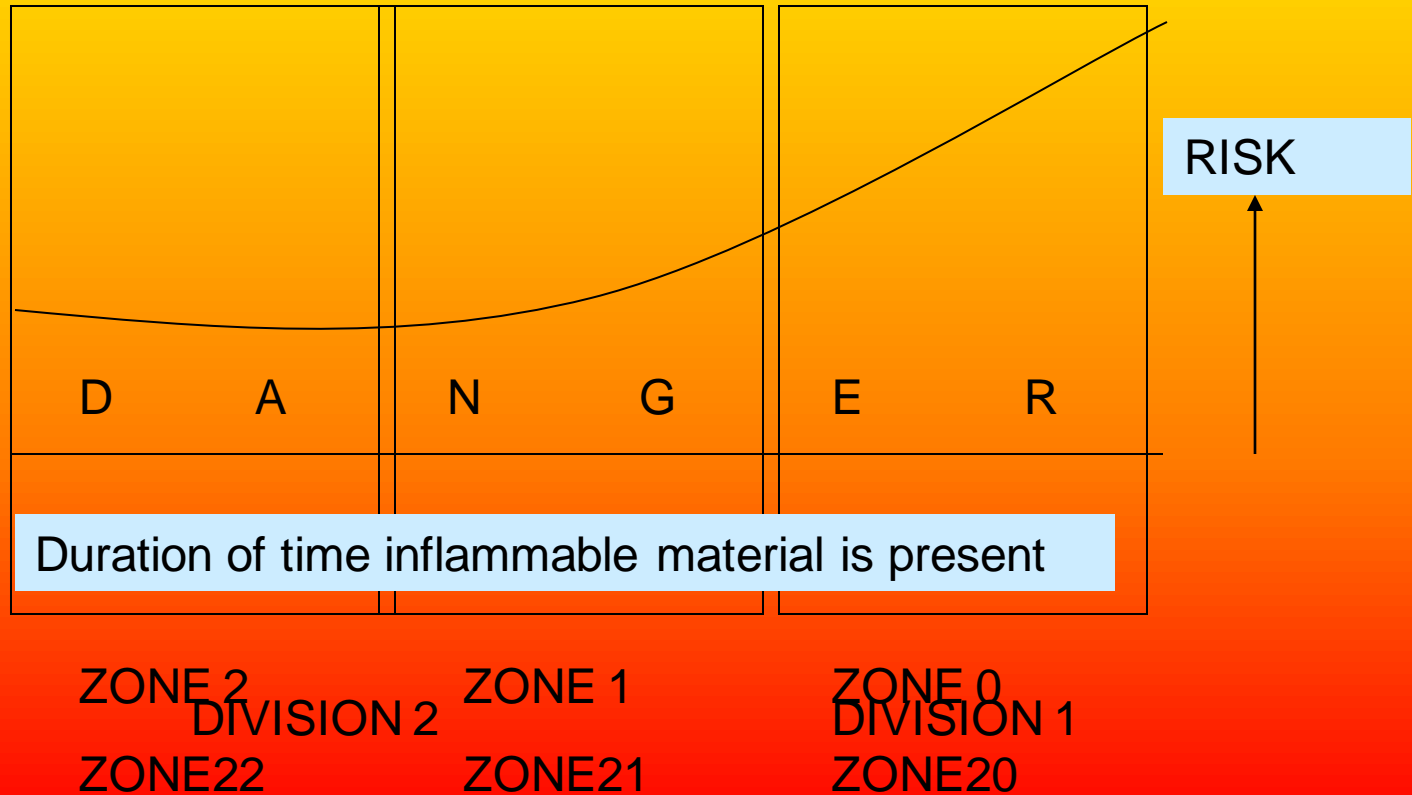 RISK
D A N G E R
Duration of time inflammable material is present
ZONE 2 ZONE 1 ZONE 0
DIVISION 2 DIVISION 1
ZONE22 ZONE21 ZONE20